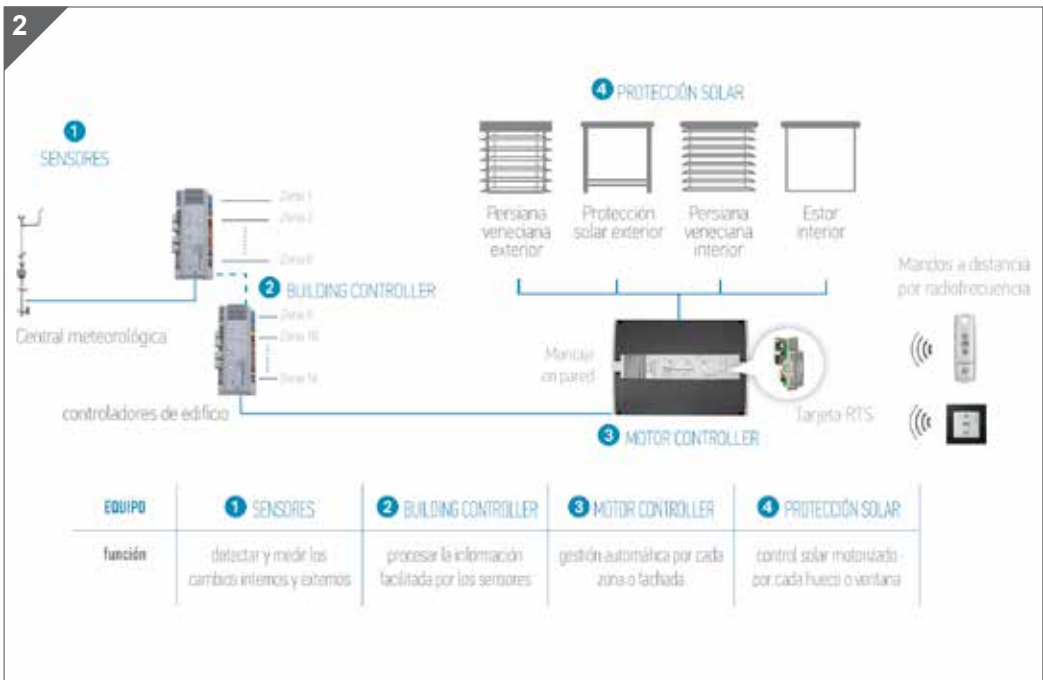 2
4 PROTECCIÓN SOLAR
1
SENSORES
Persiana
veneciana
exterior
Protección
solar exterior
Persiana
veneciana
interior
Estor
interior
Zona 1
Zona 2
Zona 8
2 BUILDING CONTROLLER
Zona 9
Zona 10
Zona 16
Mandos a distancia
por radiofrecuencia
Central meteorológica
Montaje
en pared
controladores de edificio
Tarjeta RTS
3 MOTOR CONTROLLER
EQUIPO
1 SENSORES
2 BUILDING CONTROLLER
3 MOTOR CONTROLLER
4 PROTECCIÓN SOLAR
función
detectar y medir los
cambios internos y externos
procesar la información
facilitada por los sensores
gestión automática por cada
zona o fachada
control solar motorizado
por cada hueco o ventana